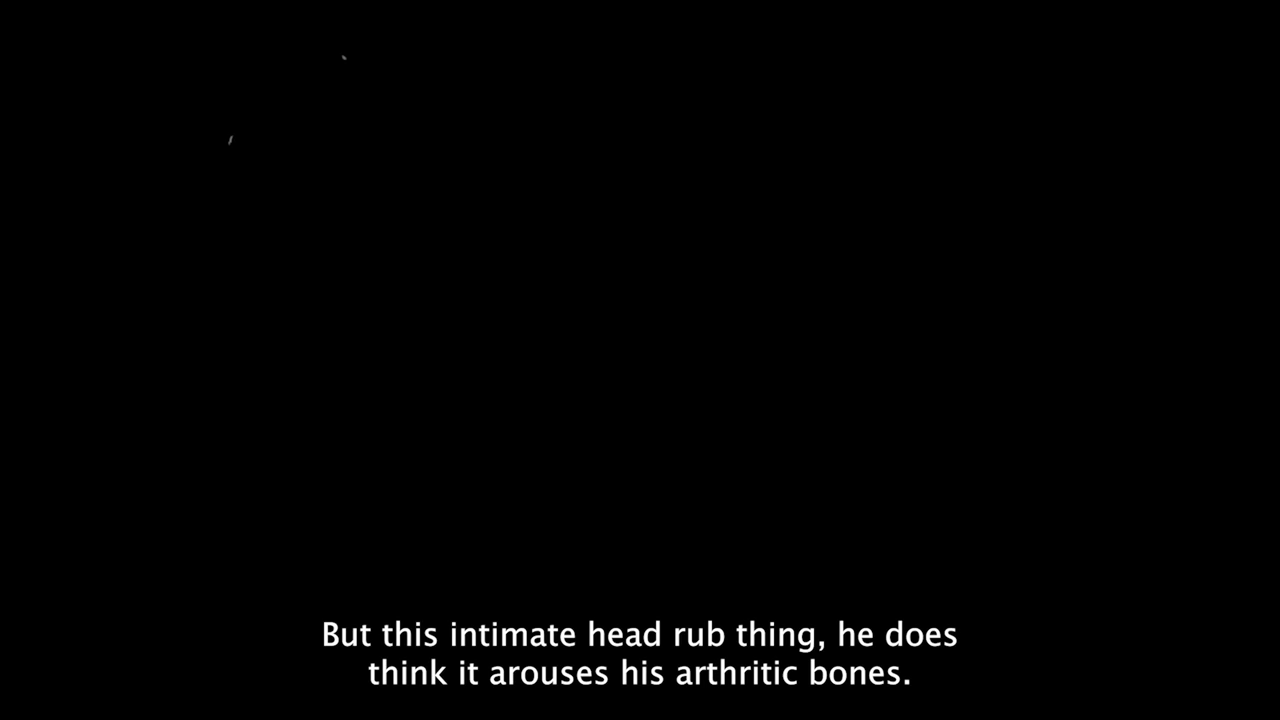 But this intimate head rub thing, he does
think it arouses his arthritic bones.